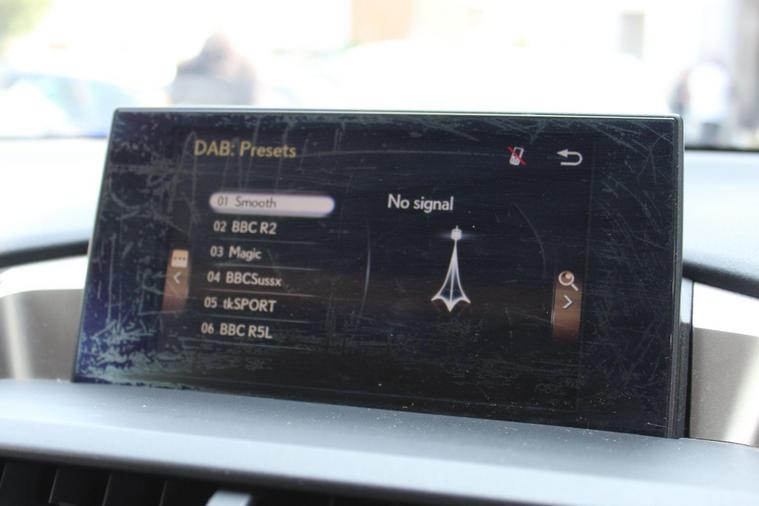 DAB: Presets
01 Smooth
No signal
02 BBC R2
03 Magic
04 BBCSussx
05 tkSPORT
06 BBC R5L